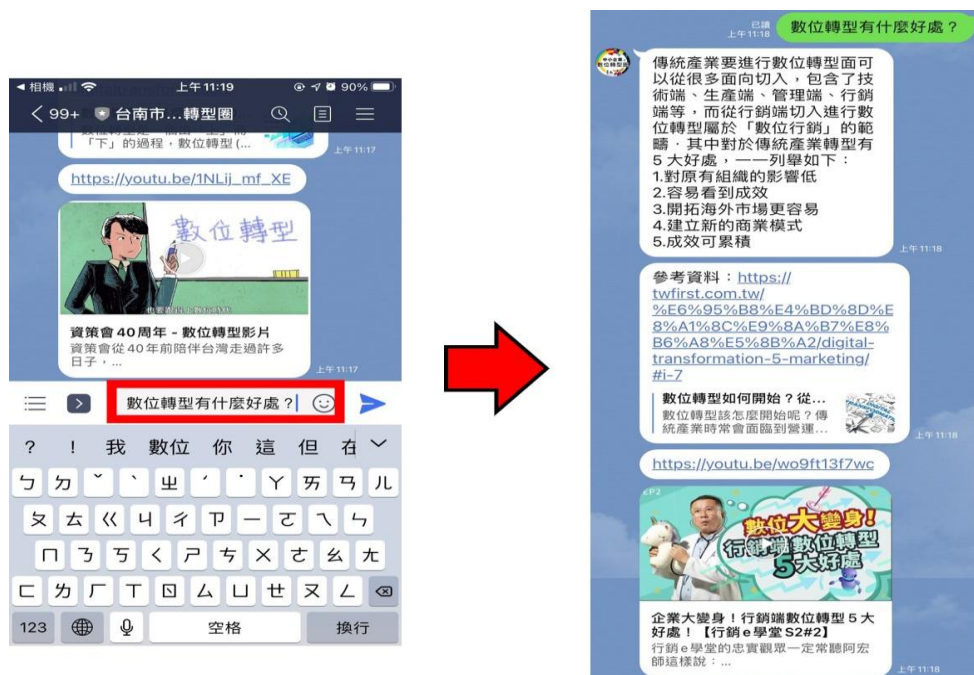 相機
上午11:19
90%
99+
台南市...轉型圈
「下」的過程,數位轉型(...
上午 11:17
https://youtu.be/1NLij_mf_XE
數位轉型
資策會40周年 - 數位轉型影片
資策會從40年前陪伴台灣走過許多
日子,...
上午 11:17
數位轉型有什麼好處?
? ! 我 數位 你 這 但 在
ㄅ ㄉ ˇ ˋ ㄓ ˊ ˙ ㄚ ㄞ ㄢ ㄦ
ㄆ ㄊ ㄍ ㄐ ㄔ ㄗ ㄧ ㄛ ㄟ ㄣ
ㄇ ㄋ ㄎ ㄑ ㄕ ㄘ ㄨ ㄜ ㄠ ㄤ
ㄈ ㄌ ㄏ ㄒ ㄖ ㄙ ㄩ ㄝ ㄡ ㄥ
123
空格
換行
已讀
上午 11:18
數位轉型有什麼好處?
傳統產業要進行數位轉型面可
以從很多面向切入,包含了技
術端、生產端、管理端、行銷
端等,而從行銷端切入進行數
位轉型屬於「數位行銷」的範
疇.其中對於傳統產業轉型有
5 大好處,一一列舉如下:
1.對原有組織的影響低
2.容易看到成效
3.開拓海外市場更容易
4.建立新的商業模式
5.成效可累積
上午 11:18
參考資料:https://
twfirst.com.tw/
%E6%95%B8%E4%BD%8D%E
8%A1%8C%E9%8A%B7%E8%
B6%A8%E5%8B%A2/digital-
transformation-5-marketing/
#i-7
數位轉型如何開始?從...
數位轉型該怎麼開始呢?傳
統產業時常會面臨到營運...
上午 11:18
https://youtu.be/wo9ft13f7wc
EP2
數位大變身!
行銷端數位轉型
5大好處
企業大變身!行銷端數位轉型5大
好處!【行銷e學堂 S2#2】
行銷e學堂的忠實觀眾一定常聽阿宏
師這樣說:...
上午 11:18